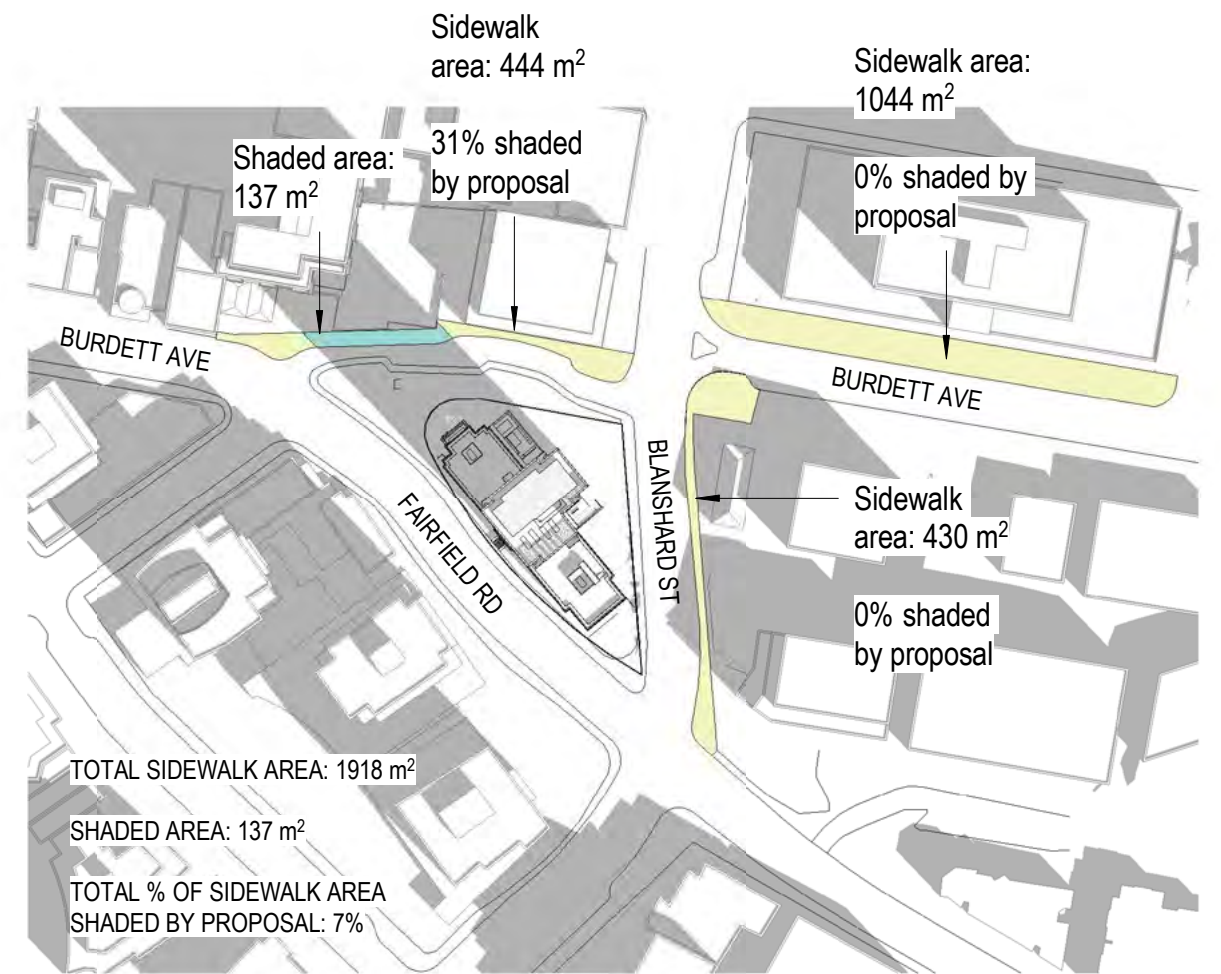 Sidewalk
area: 444 m²
Sidewalk area:
1044 m²
Shaded area:
137 m²
31% shaded
by proposal
0% shaded by
proposal
BURDETT AVE
BURDETT AVE
BLANSHARD ST
FAIRFIELD RD
Sidewalk
area: 430 m²
0% shaded
by proposal
TOTAL SIDEWALK AREA: 1918 m²
SHADED AREA: 137 m²
TOTAL % OF SIDEWALK AREA
SHADED BY PROPOSAL: 7%